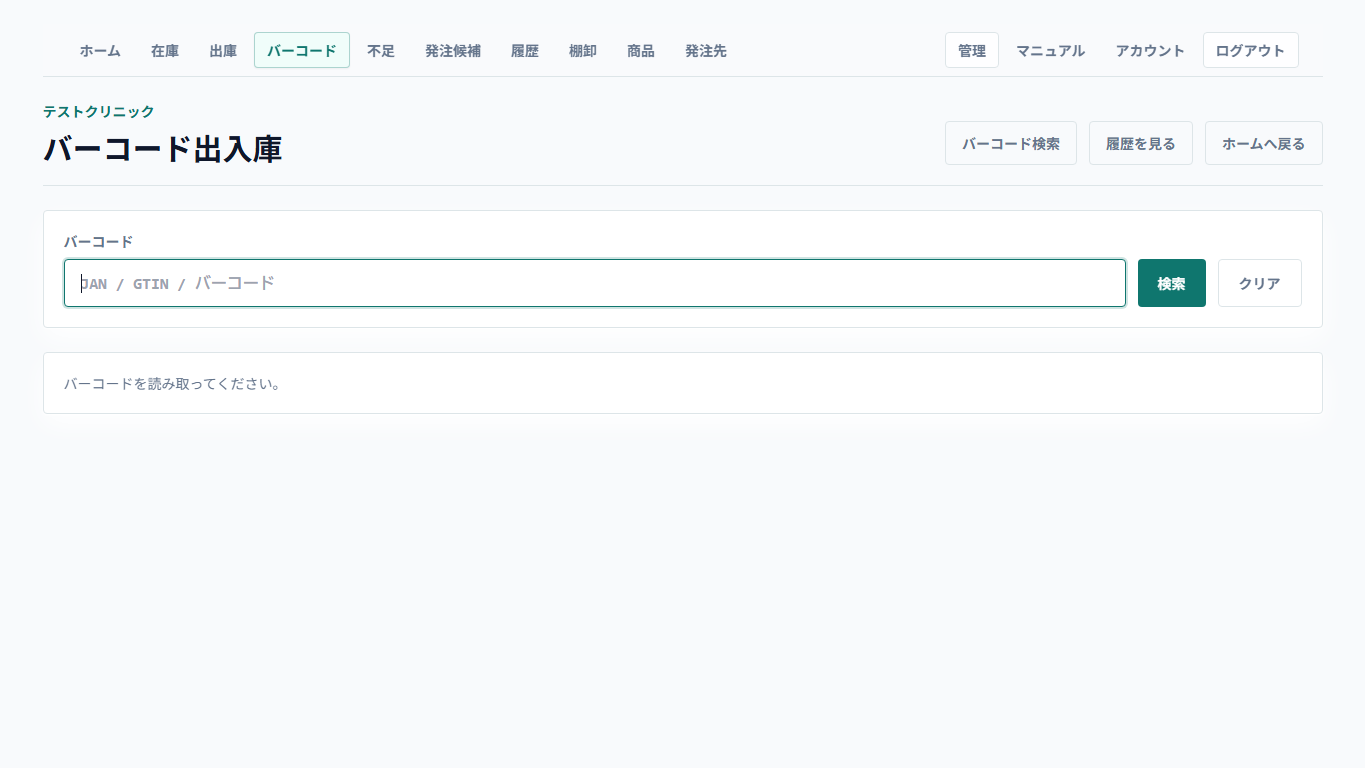 ホーム 在庫 出庫 バーコード 不足 発注候補 履歴 棚卸 商品 発注先 管理 マニュアル アカウント ログアウト
テストクリニック
バーコード出入庫
バーコード検索 履歴を見る ホームへ戻る
バーコード
JAN / GTIN / バーコード 検索 クリア
バーコードを読み取ってください。